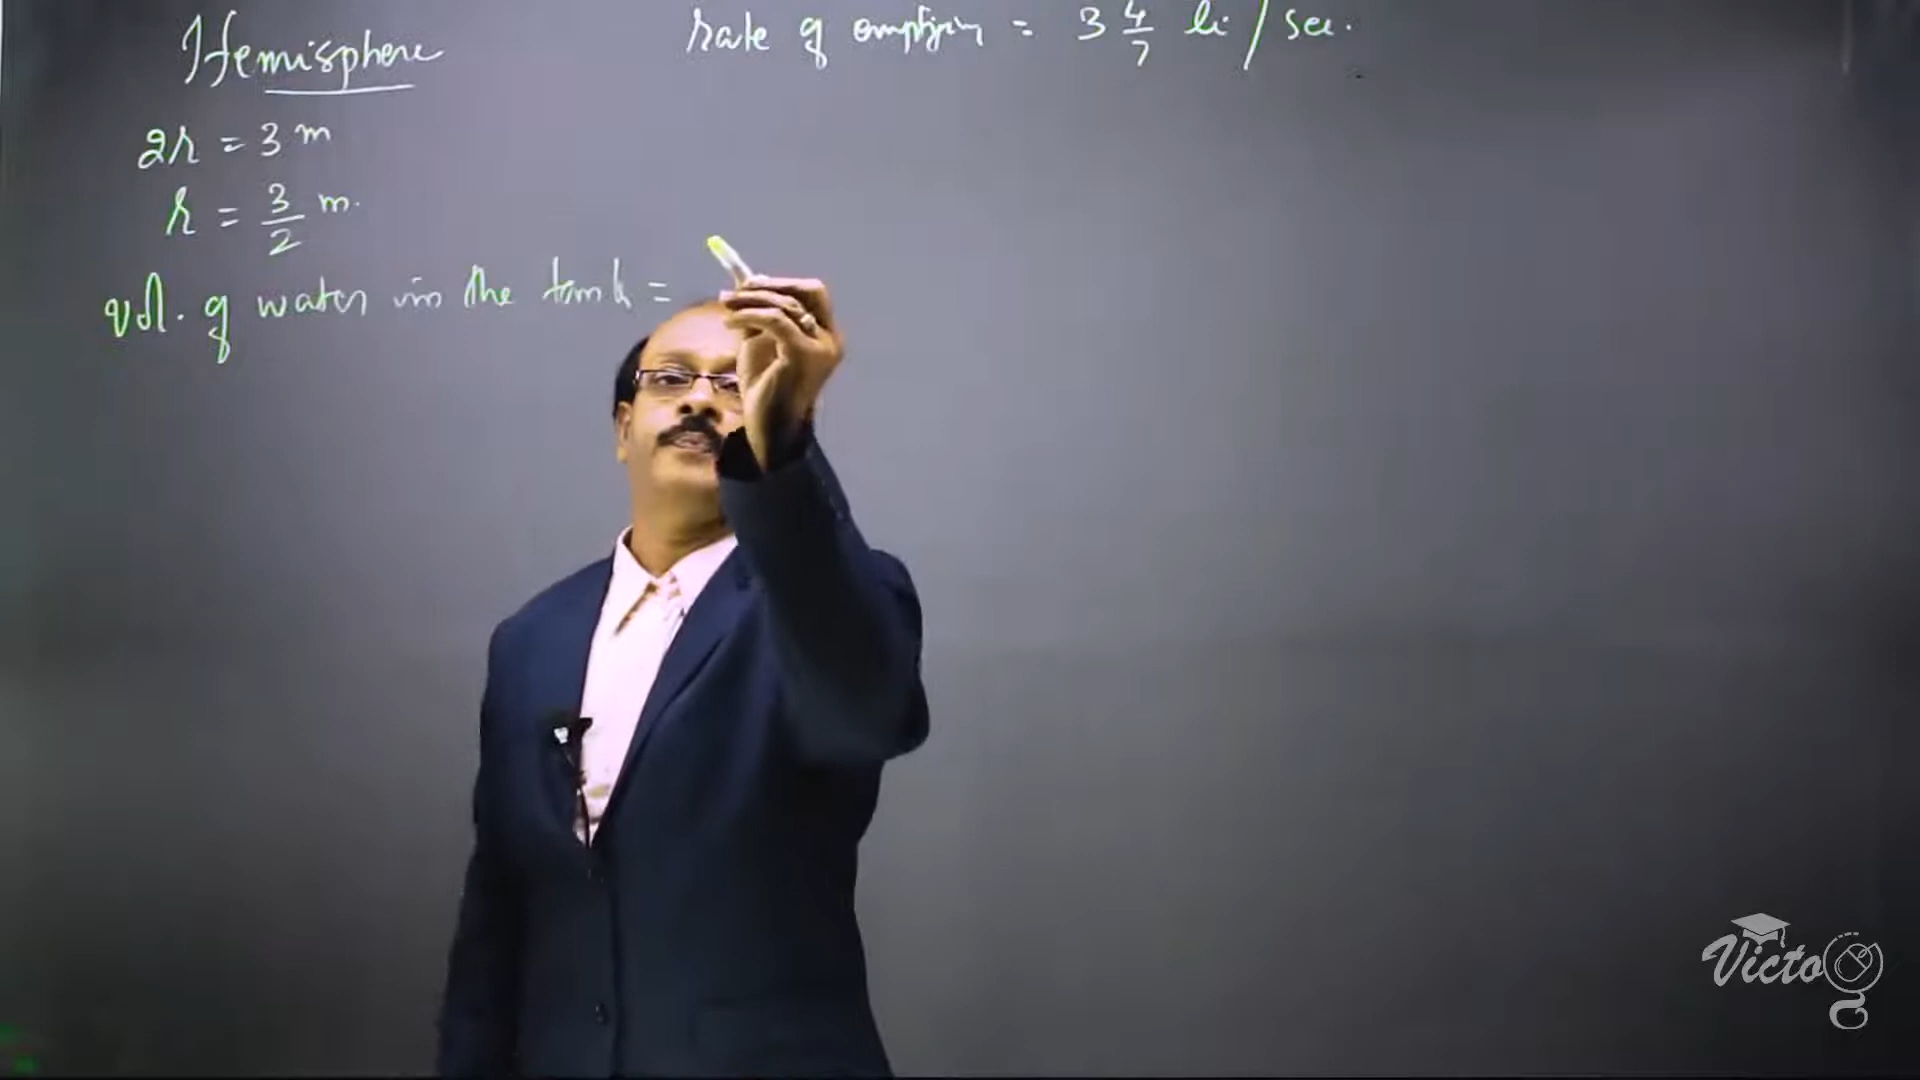 Hemisphere
rate of emptying = 3 4/7 li / sec.
2r = 3 m
r = 3/2 m.
vol. of water in the tank =
Victo
g